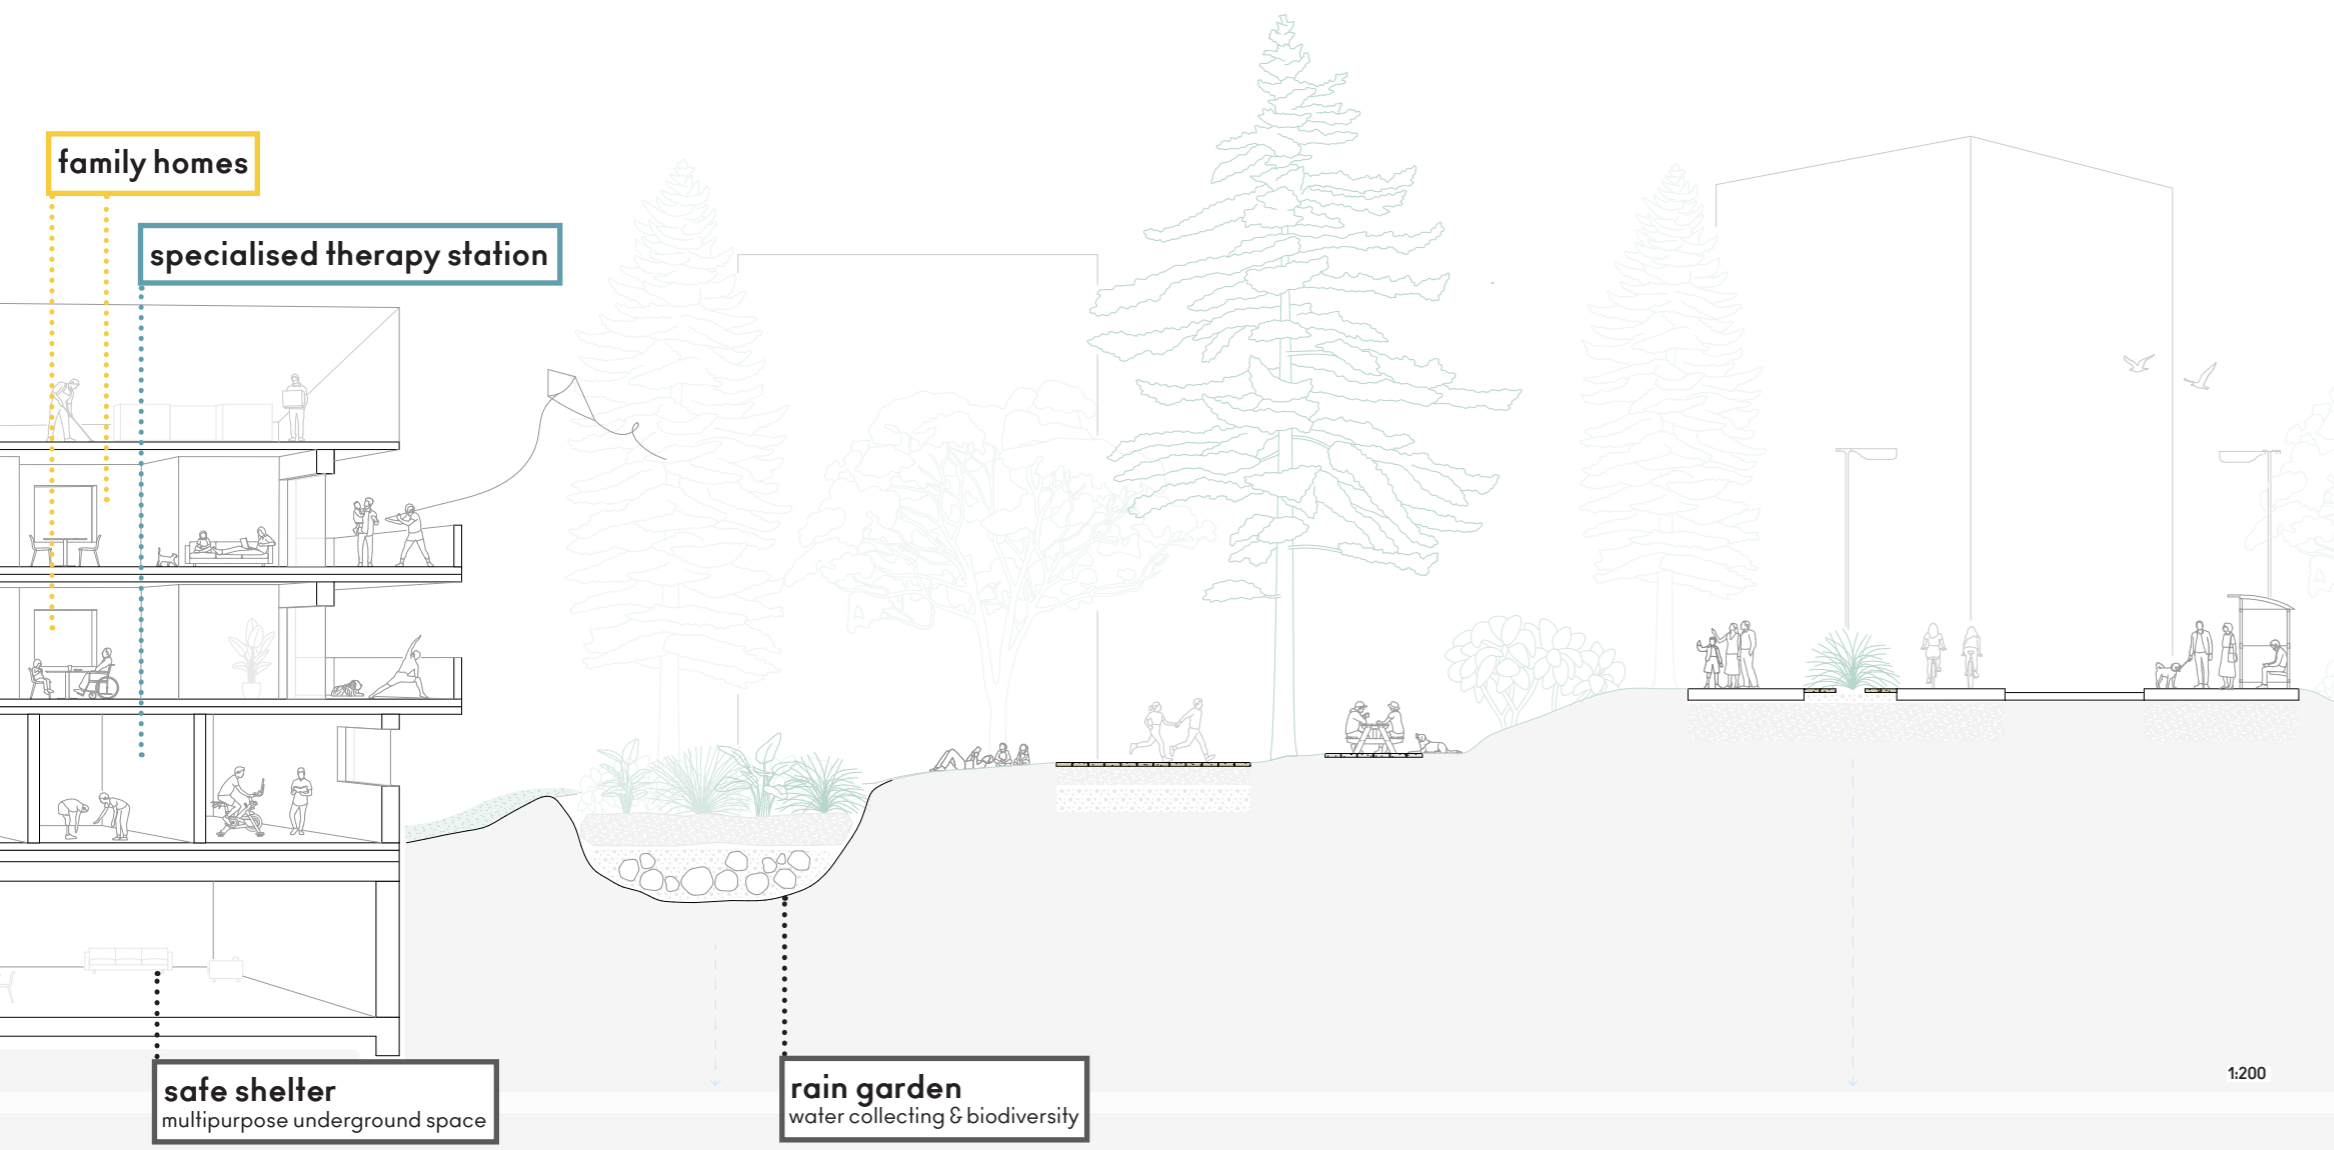 family homes
specialised therapy station
safe shelter
multipurpose underground space
rain garden
water collecting & biodiversity
1:200